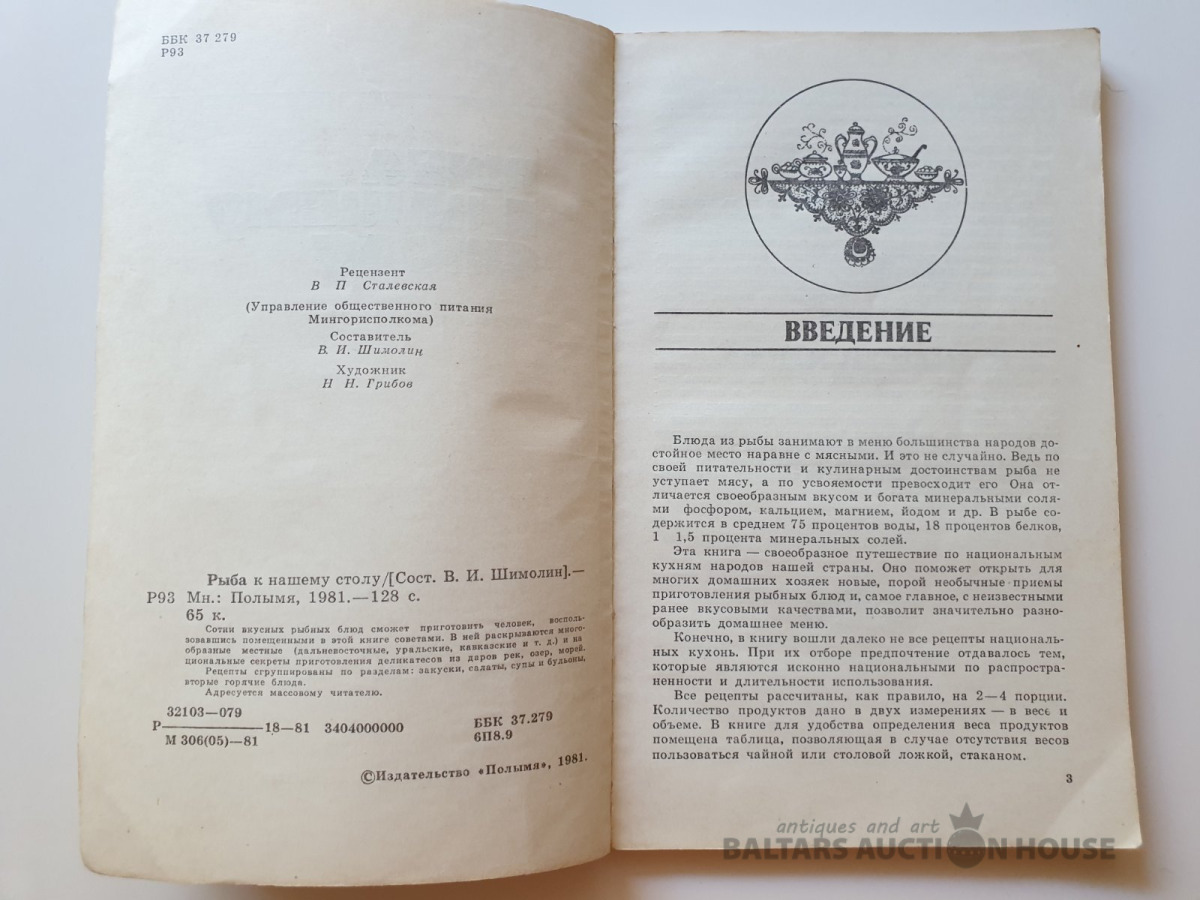 ББК 37 279
Р93
Рецензент
В П Сталевская
(Управление общественного питания
Мингорисполкома)
Составитель
В. И. Шимолин
Художник
Н Н. Грибов
Рыба к нашему столу/[Сост. В. И. Шимолин].—
Р93 Мн.: Полымя, 1981.—128 с.
65 к.
Сотни вкусных рыбных блюд сможет приготовить человек, восполь-
зовавшись помещенными в этой книге советами. В ней раскрываются много-
образные местные (дальневосточные, уральские, кавказские и т. д.) и на
циональные секреты приготовления деликатесов из даров рек, озер, морей.
Рецепты сгруппированы по разделам: закуски, салаты, супы и бульоны,
вторые горячие блюда.
Адресуется массовому читателю.
32103—079
Р————18—81 3404000000
М 306(05)—81
ББК 37.279
6П8.9
©Издательство «Полымя», 1981.
ВВЕДЕНИЕ
Блюда из рыбы занимают в меню большинства народов до-
стойное место наравне с мясными. И это не случайно. Ведь по
своей питательности и кулинарным достоинствам рыба не
уступает мясу, а по усвояемости превосходит его Она от-
личается своеобразным вкусом и богата минеральными соля-
ми фосфором, кальцием, магнием, йодом и др. В рыбе со-
держится в среднем 75 процентов воды, 18 процентов белков,
1 1,5 процента минеральных солей.
Эта книга — своеобразное путешествие по национальным
кухням народов нашей страны. Оно поможет открыть для
многих домашних хозяек новые, порой необычные приемы
приготовления рыбных блюд и, самое главное, с неизвестными
ранее вкусовыми качествами, позволит значительно разно-
образить домашнее меню.
Конечно, в книгу вошли далеко не все рецепты националь-
ных кухонь. При их отборе предпочтение отдавалось тем,
которые являются исконно национальными по распростра-
ненности и длительности использования.
Все рецепты рассчитаны, как правило, на 2—4 порции.
Количество продуктов дано в двух измерениях — в весе и
объеме. В книге для удобства определения веса продуктов
помещена таблица, позволяющая в случае отсутствия весов
пользоваться чайной или столовой ложкой, стаканом.
3
antiques and art
BALTARS AUCTION HOUSE